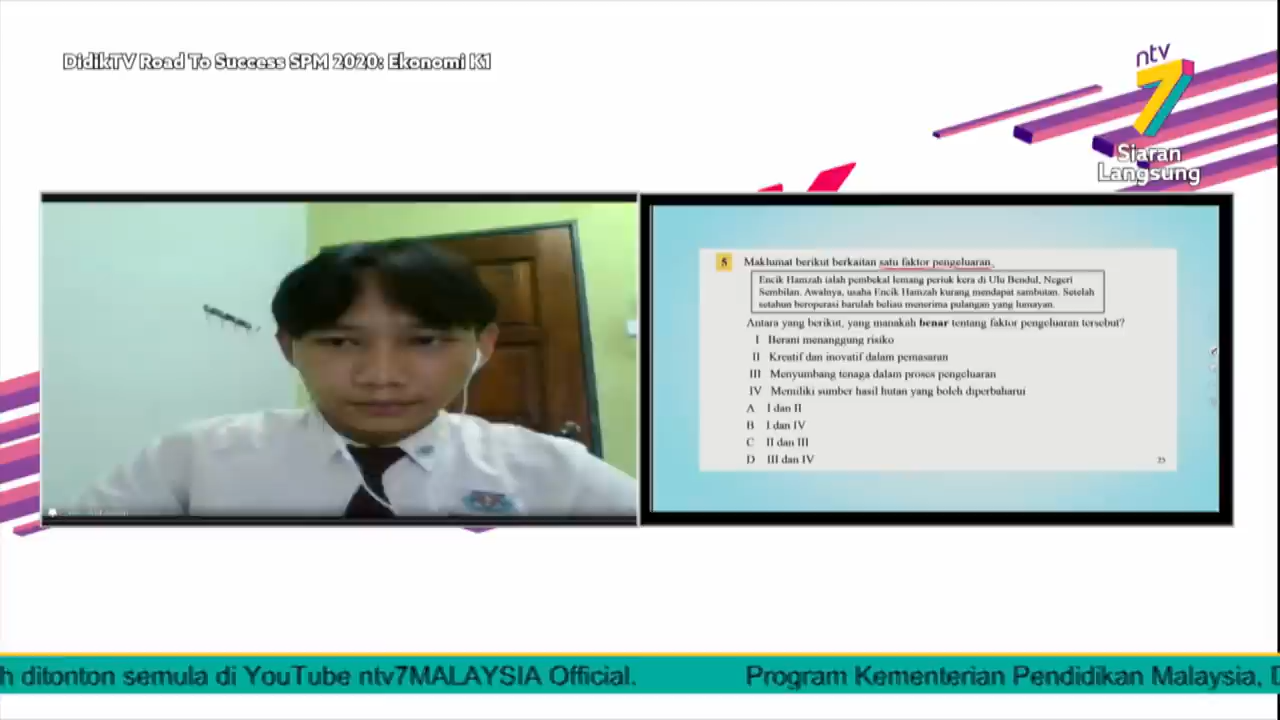 DidikTV Road To Success SPM 2020: Ekonomi K1
ntv
7
Siaran
Langsung
5 Maklumat berikut berkaitan satu faktor pengeluaran.
Encik Hamzah ialah pembekal lemang periuk kera di Ulu Bendul, Negeri
Sembilan. Awalnya, usaha Encik Hamzah kurang mendapat sambutan. Setelah
setahun beroperasi barulah beliau menerima pulangan yang lumayan.
Antara yang berikut, yang manakah benar tentang faktor pengeluaran tersebut?
I Berani menanggung risiko
II Kreatif dan inovatif dalam pemasaran
III Menyumbang tenaga dalam proses pengeluaran
IV Memiliki sumber hasil hutan yang boleh diperbaharui
A I dan II
B I dan IV
C II dan III
D III dan IV
h ditonton semula di YouTube ntv7MALAYSIA Official. Program Kementerian Pendidikan Malaysia, D